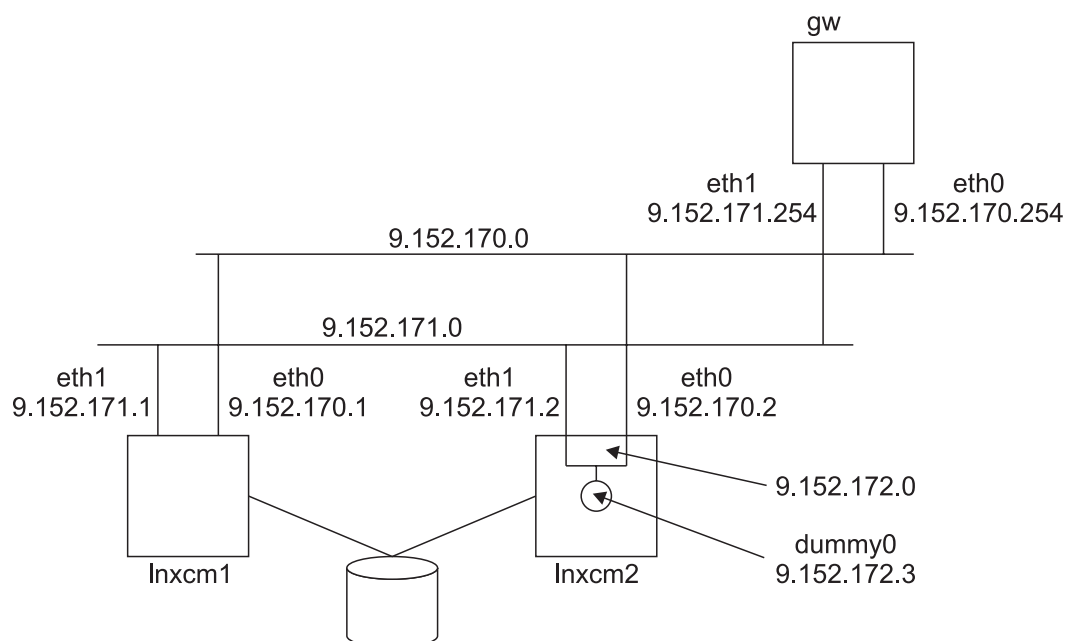 gw
eth1
9.152.171.254
eth0
9.152.170.254
9.152.170.0
9.152.171.0
eth1
9.152.171.1
eth0
9.152.170.1
eth1
9.152.171.2
eth0
9.152.170.2
9.152.172.0
dummy0
9.152.172.3
lnxcm1
lnxcm2